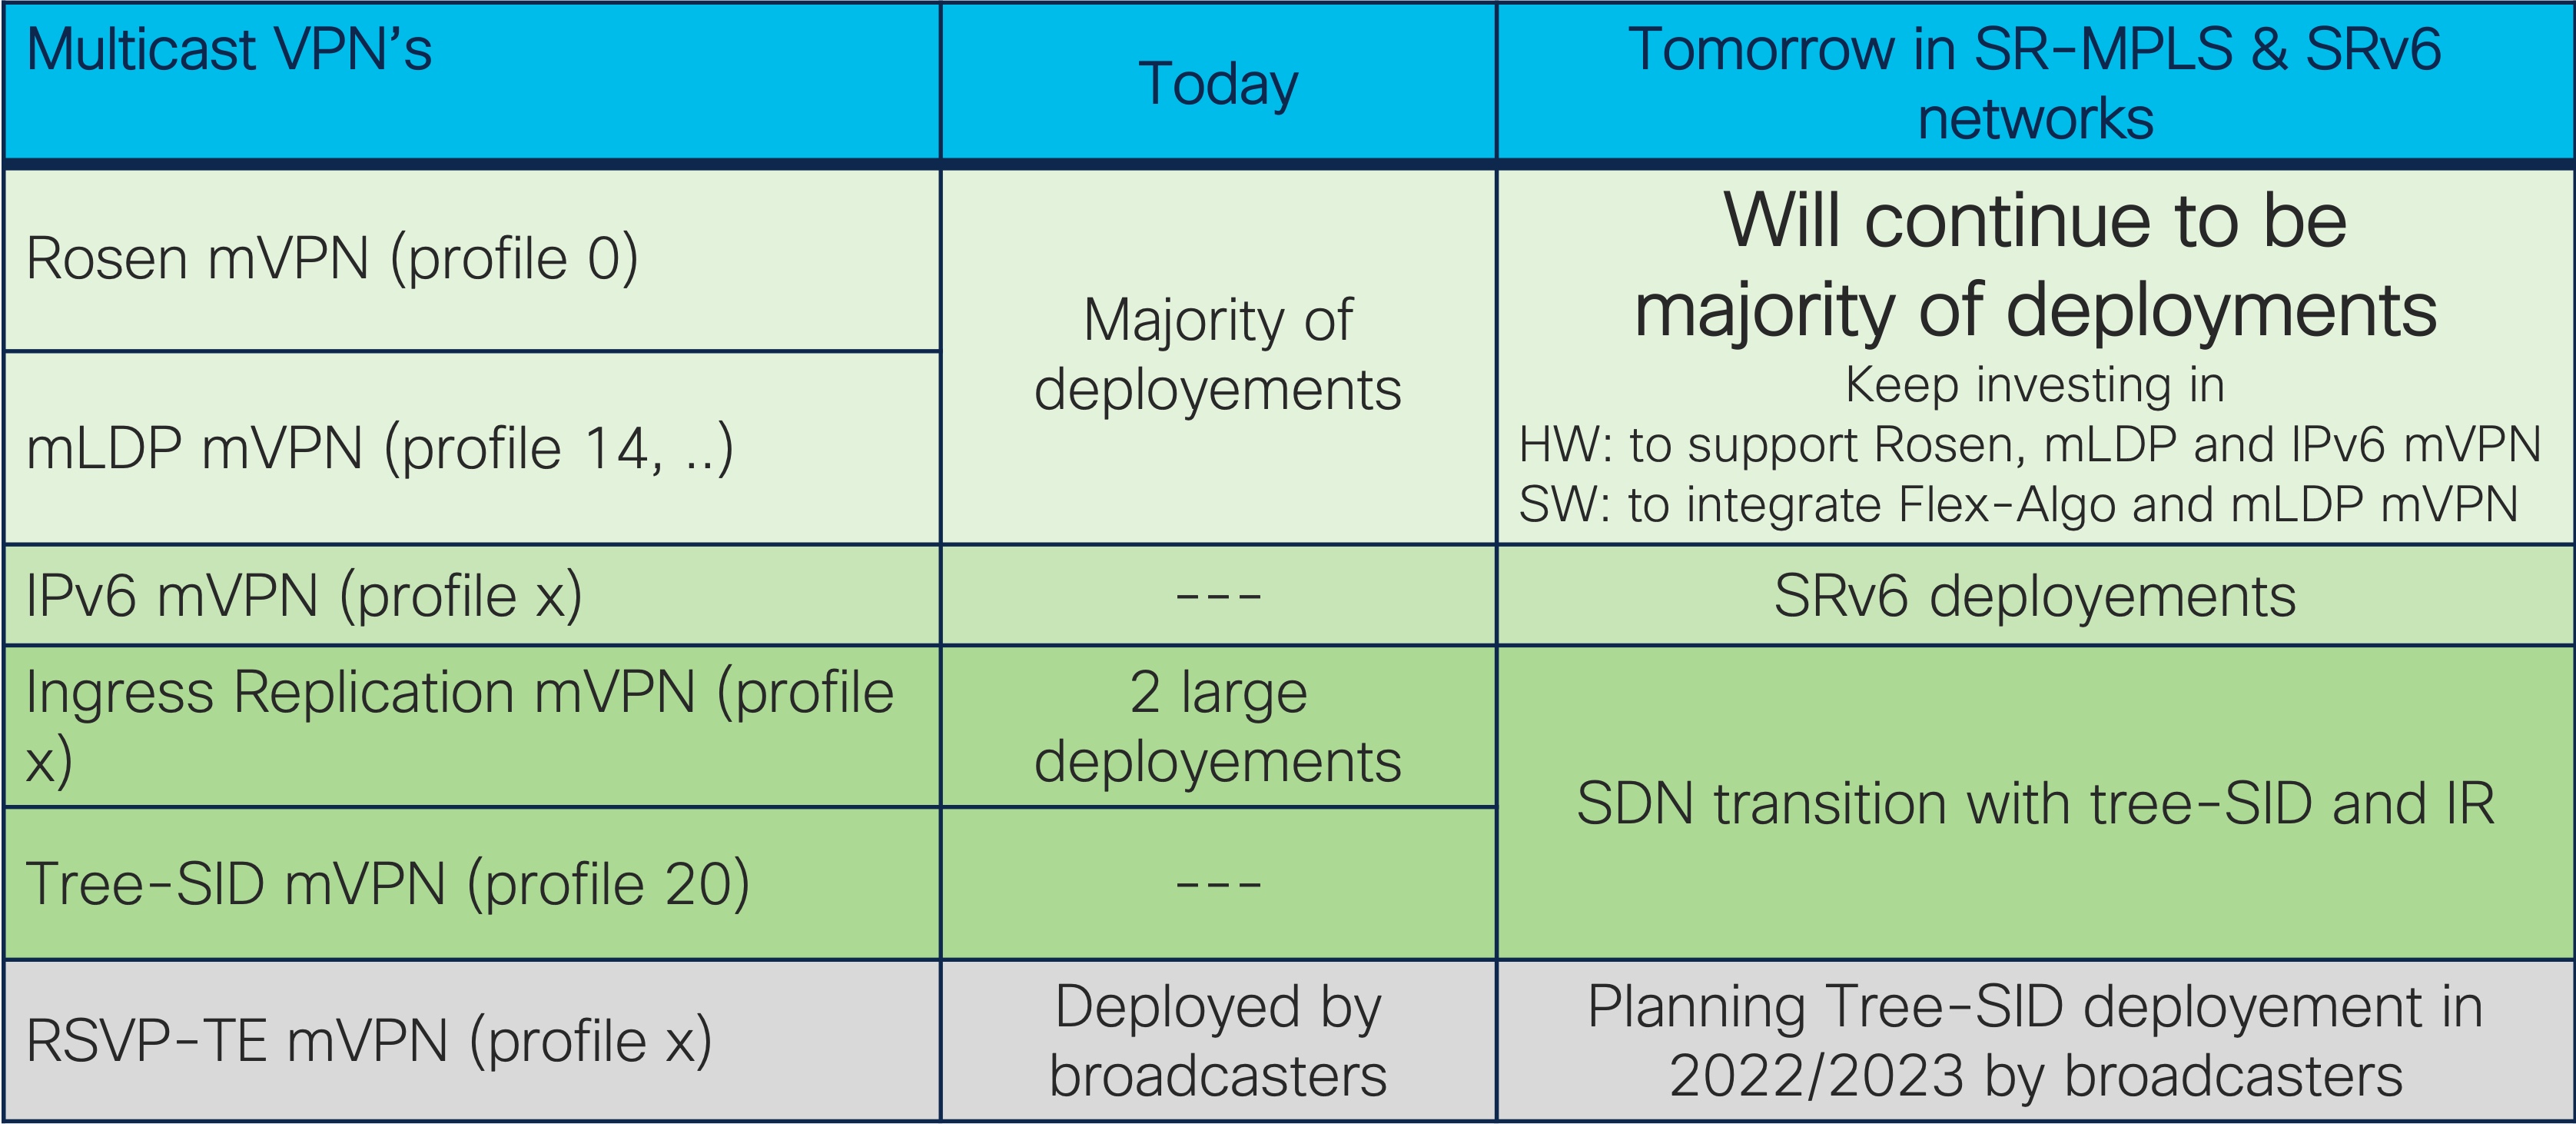 Multicast VPN’s
Today
Tomorrow in SR-MPLS & SRv6
networks
Rosen mVPN (profile 0)
mLDP mVPN (profile 14, ..)
Majority of
deployements
Will continue to be
majority of deployments
Keep investing in
HW: to support Rosen, mLDP and IPv6 mVPN
SW: to integrate Flex-Algo and mLDP mVPN
IPv6 mVPN (profile x)
---
SRv6 deployements
Ingress Replication mVPN (profile
x)
2 large
deployements
SDN transition with tree-SID and IR
Tree-SID mVPN (profile 20)
---
RSVP-TE mVPN (profile x)
Deployed by
broadcasters
Planning Tree-SID deployement in
2022/2023 by broadcasters